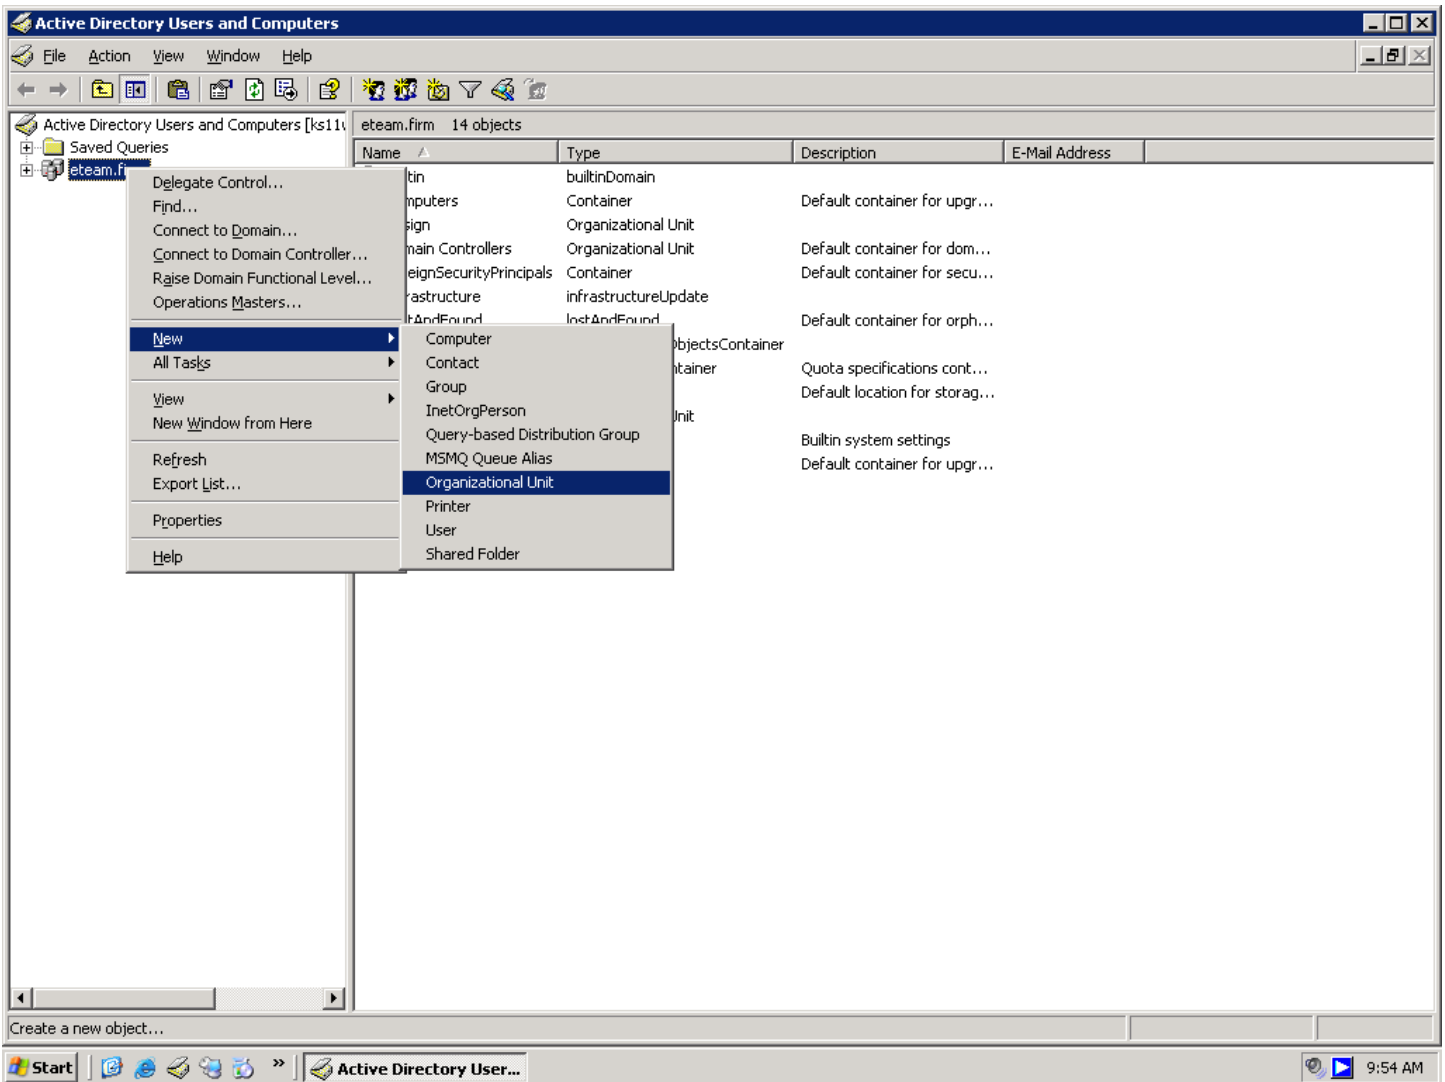 Active Directory Users and Computers
File Action View Window Help
Active Directory Users and Computers [ks11
eteam.firm 14 objects
Saved Queries
eteam.fi
Name Type Description E-Mail Address
tin builtinDomain
mputers Container Default container for upgr...
sign Organizational Unit
main Controllers Organizational Unit Default container for dom...
eignSecurityPrincipals Container Default container for secu...
rastructure infrastructureUpdate
tAndFound lostAndFound Default container for orph...
bjectsContainer
ntainer Quota specifications cont...
Default location for storag...
Jnit
Builtin system settings
Default container for upgr...
Delegate Control...
Find...
Connect to Domain...
Connect to Domain Controller...
Raise Domain Functional Level...
Operations Masters...
New
All Tasks
View
New Window from Here
Refresh
Export List...
Properties
Help
Computer
Contact
Group
InetOrgPerson
Query-based Distribution Group
MSMQ Queue Alias
Organizational Unit
Printer
User
Shared Folder
Create a new object...
Start
Active Directory User...
9:54 AM